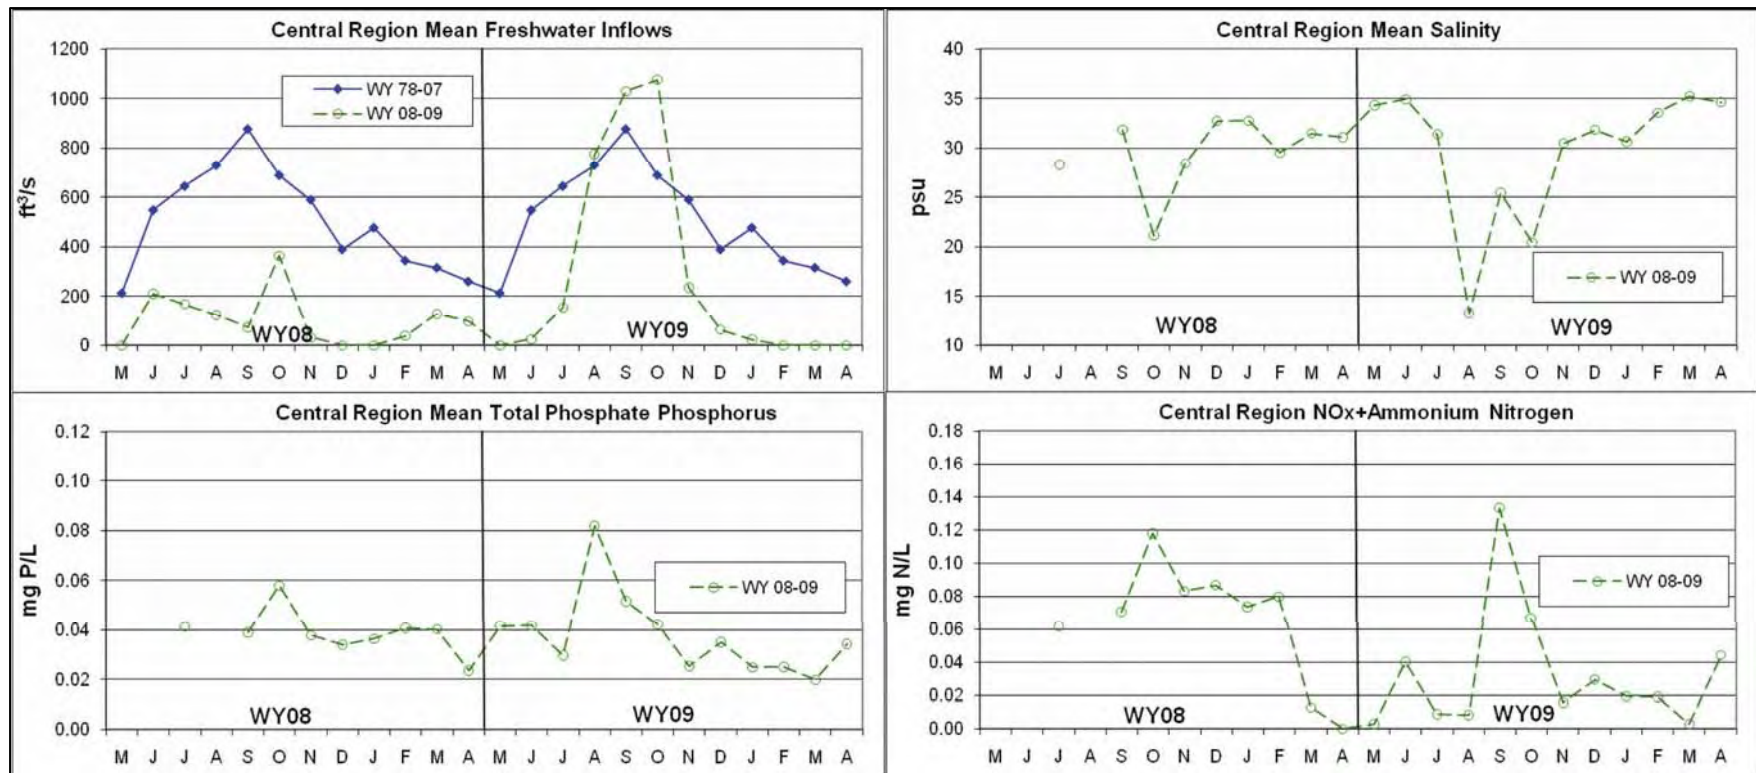 Central Region Mean Freshwater Inflows
1200
1000
800
600
400
200
0
ft³/s
WY 78-07
WY 08-09
WY08
WY09
M J J A S O N D J F M A M J J A S O N D J F M A
Central Region Mean Salinity
40
35
30
25
20
15
10
psu
WY 08-09
WY08
WY09
M J J A S O N D J F M A M J J A S O N D J F M A
Central Region Mean Total Phosphate Phosphorus
0.12
0.10
0.08
0.06
0.04
0.02
0.00
mg P/L
WY 08-09
WY08
WY09
M J J A S O N D J F M A M J J A S O N D J F M A
Central Region NOx+Ammonium Nitrogen
0.18
0.16
0.14
0.12
0.10
0.08
0.06
0.04
0.02
0.00
mg N/L
WY 08-09
WY08
WY09
M J J A S O N D J F M A M J J A S O N D J F M A